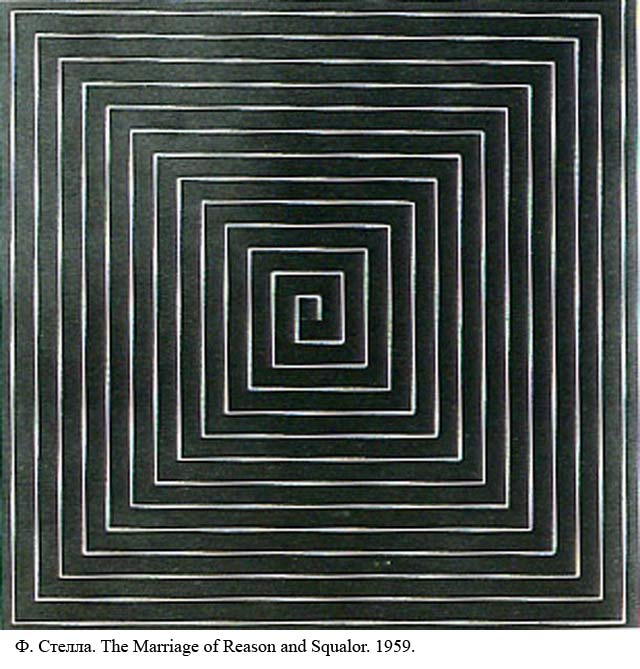 Ф. Стелла. The Marriage of Reason and Squalor. 1959.